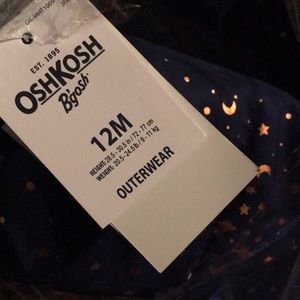 EST. 1895
OSHKOSH
B'gosh
12M
HEIGHT: 28.5 - 30.5 in / 72 - 77 cm
WEIGHT: 20.5 - 24.5 lb / 9 - 11 kg
OUTERWEAR